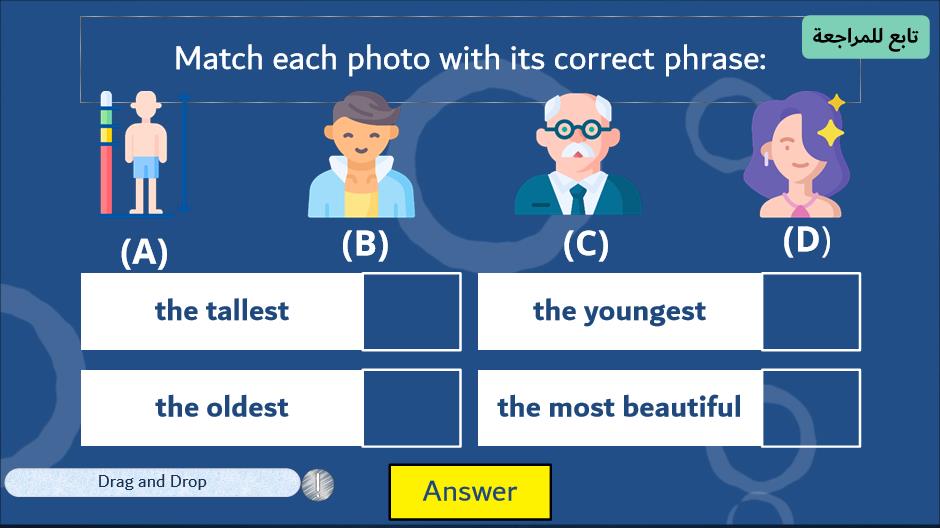 تابع للمراجعة
Match each photo with its correct phrase:
(A)
(B)
(C)
(D)
the tallest
the youngest
the oldest
the most beautiful
Drag and Drop
!
Answer